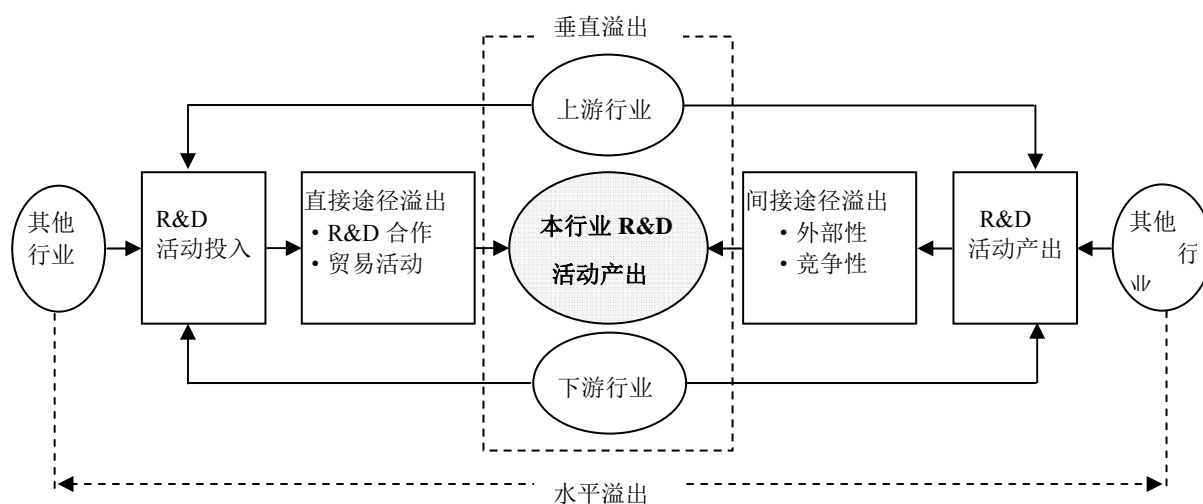 垂直溢出
上游行业
其他
行业
R&D
活动投入
直接途径溢出
·R&D 合作
·贸易活动
本行业 R&D
活动产出
间接途径溢出
·外部性
·竞争性
R&D
活动产出
其他
行
业
下游行业
水平溢出